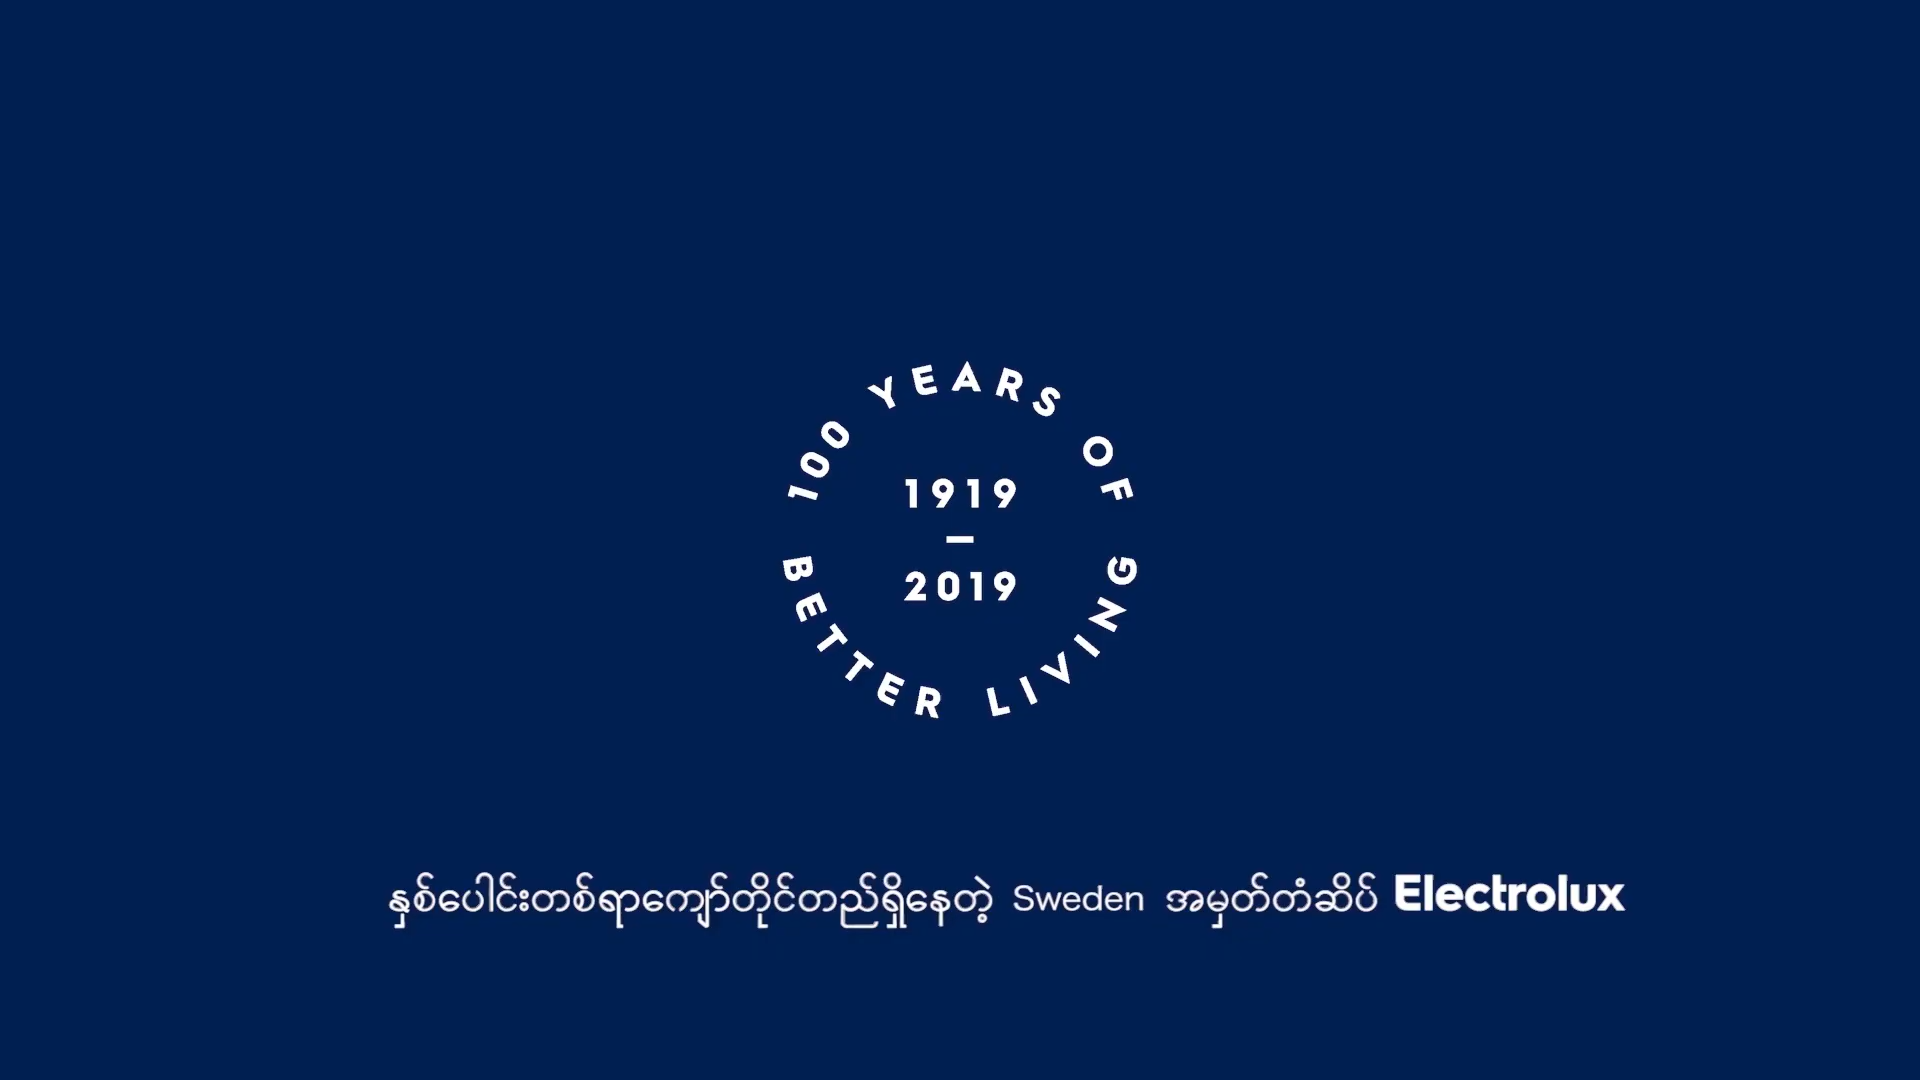 100 YEARS OF
1919
–
2019
BETTER LIVING
နှစ်ပေါင်းတစ်ရာကျော်တိုင်တည်ရှိနေတဲ့ Sweden အမှတ်တံဆိပ် Electrolux